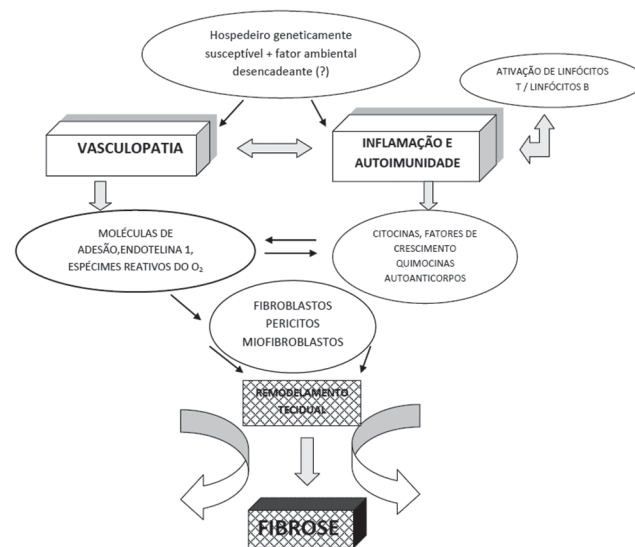 Hospedeiro geneticamente
susceptível + fator ambiental
desencadeante (?)
ATIVAÇÃO DE LINFÓCITOS
T / LINFÓCITOS B
VASCULOPATIA
INFLAMAÇÃO E
AUTOIMUNIDADE
MOLÉCULAS DE
ADESÃO,ENDOTELINA 1,
ESPÉCIMES REATIVOS DO O₂
CITOCINAS, FATORES DE
CRESCIMENTO
QUIMOCINAS
AUTOANTICORPOS
FIBROBLASTOS
PERICITOS
MIOFIBROBLASTOS
REMODELAMENTO
TECIDUAL
FIBROSE